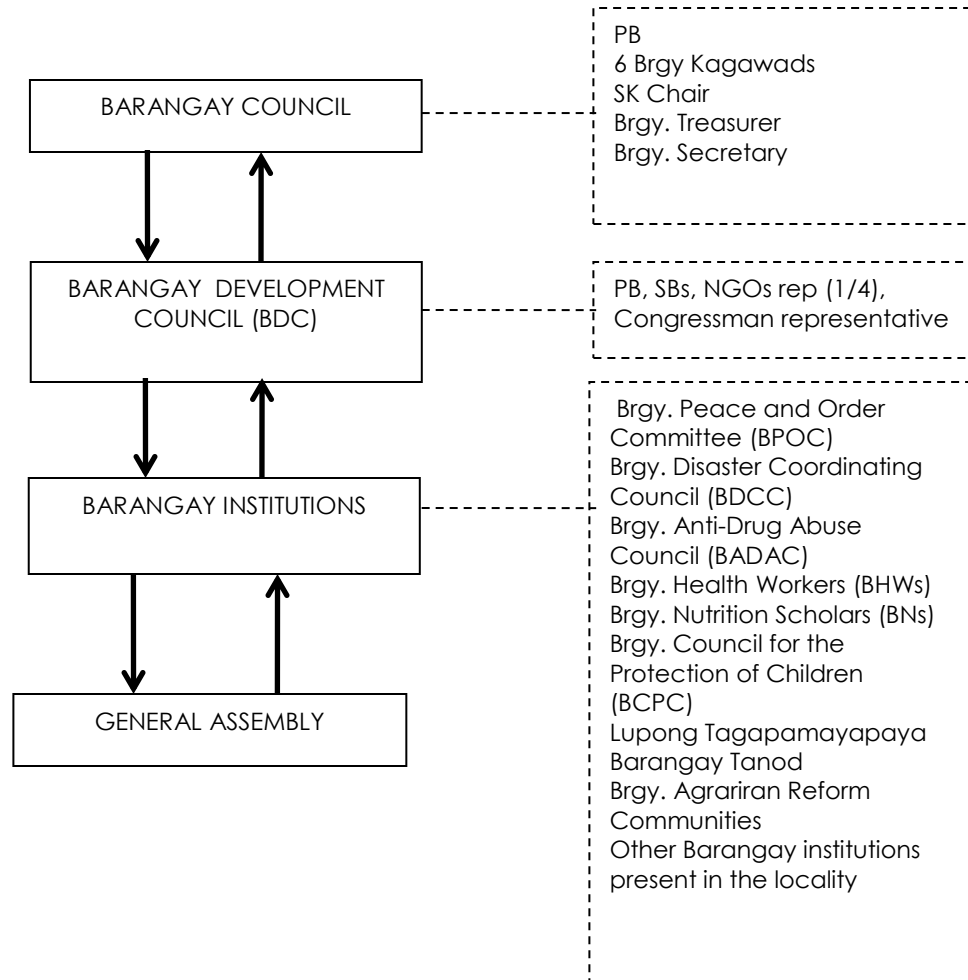 BARANGAY COUNCIL
PB
6 Brgy Kagawads
SK Chair
Brgy. Treasurer
Brgy. Secretary
BARANGAY DEVELOPMENT
COUNCIL (BDC)
PB, SBs, NGOs rep (1/4),
Congressman representative
BARANGAY INSTITUTIONS
Brgy. Peace and Order
Committee (BPOC)
Brgy. Disaster Coordinating
Council (BDCC)
Brgy. Anti-Drug Abuse
Council (BADAC)
Brgy. Health Workers (BHWs)
Brgy. Nutrition Scholars (BNs)
Brgy. Council for the
Protection of Children
(BCPC)
Lupong Tagapamayapaya
Barangay Tanod
Brgy. Agrariran Reform
Communities
Other Barangay institutions
present in the locality
GENERAL ASSEMBLY